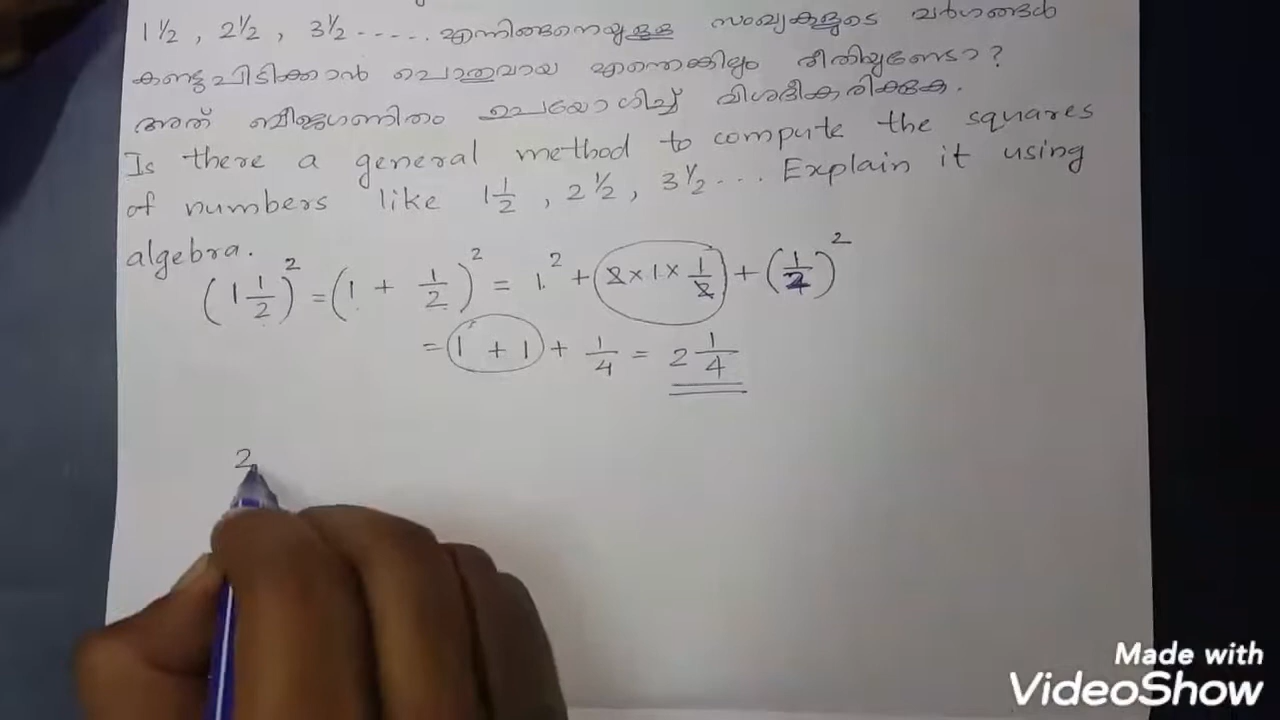 1½ , 2½ , 3½ ----- എന്നിങ്ങനെയുള്ള സംഖ്യകളുടെ വർഗങ്ങൾ
കണ്ടുപിടിക്കാൻ പൊതുവായ എന്തെങ്കിലും രീതിയുണ്ടോ ?
അത് ബീജഗണിതം ഉപയോഗിച്ച് വിശദീകരിക്കുക .
Is there a general method to compute the squares
of numbers like 1½ , 2½ , 3½ --- Explain it using
algebra.
(1½)² = (1 + ½)² = 1² + (2×1×½) + (½)²
= (1 + 1) + ¼ = 2¼
2
Made with
VideoShow